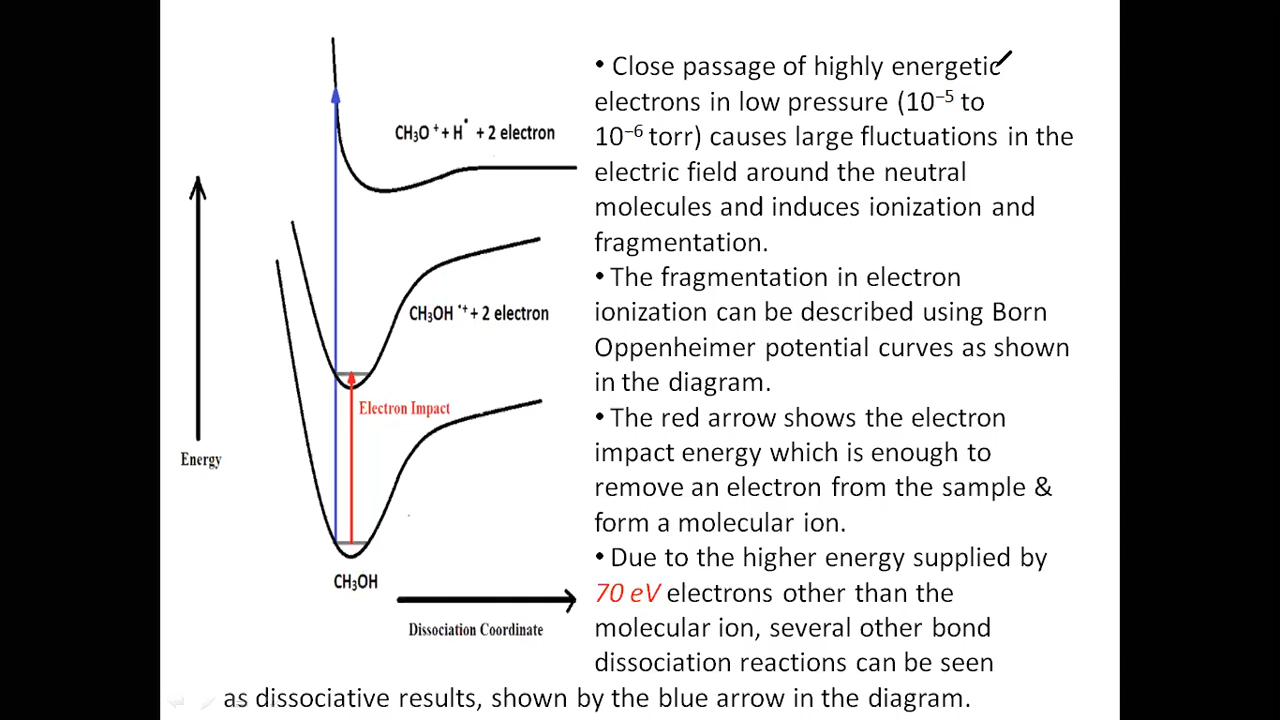 CH₃O ⁺ + H˙ + 2 electron
CH₃OH ˙⁺ + 2 electron
Electron Impact
Energy
CH₃OH
Dissociation Coordinate
• Close passage of highly energetic
electrons in low pressure (10⁻⁵ to
10⁻⁶ torr) causes large fluctuations in the
electric field around the neutral
molecules and induces ionization and
fragmentation.
• The fragmentation in electron
ionization can be described using Born
Oppenheimer potential curves as shown
in the diagram.
• The red arrow shows the electron
impact energy which is enough to
remove an electron from the sample &
form a molecular ion.
• Due to the higher energy supplied by
70 eV electrons other than the
molecular ion, several other bond
dissociation reactions can be seen
as dissociative results, shown by the blue arrow in the diagram.